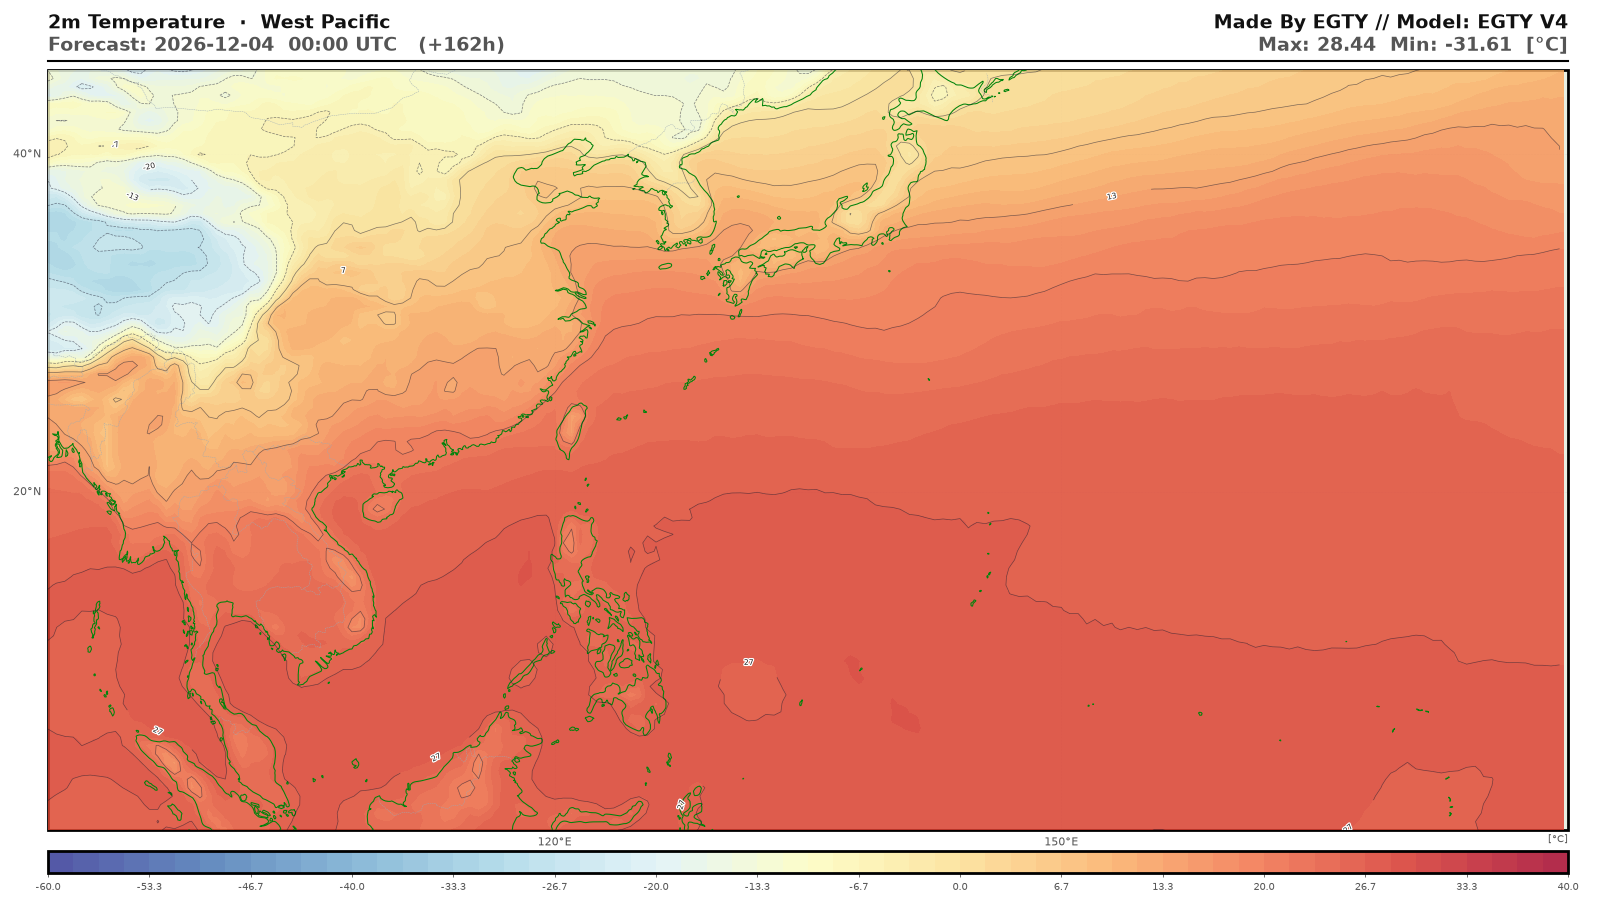 2m Temperature · West Pacific
Made By EGTY // Model: EGTY V4
Forecast: 2026-12-04 00:00 UTC (+162h)
Max: 28.44 Min: -31.61 [°C]
-7
40°N
-20
-13
13
7
20°N
27
27
27
27
27
120°E
150°E
[°C]
-60.0
-53.3
-46.7
-40.0
-33.3
-26.7
-20.0
-13.3
-6.7
0.0
6.7
13.3
20.0
26.7
33.3
40.0